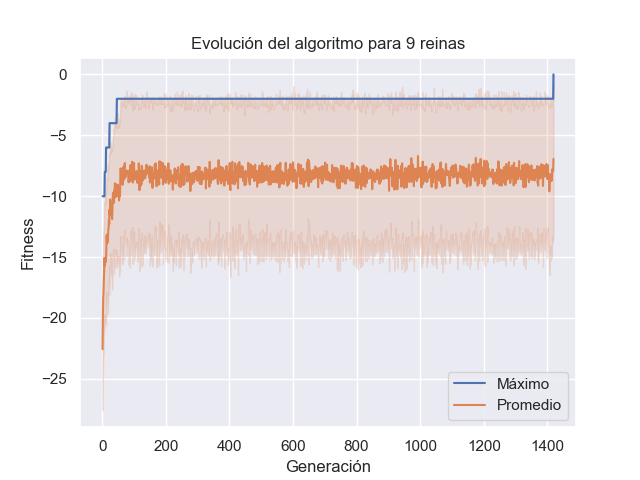 Evolución del algoritmo para 9 reinas
0
−5
−10
−15
−20
−25
Fitness
0 200 400 600 800 1000 1200 1400
Generación
Máximo
Promedio